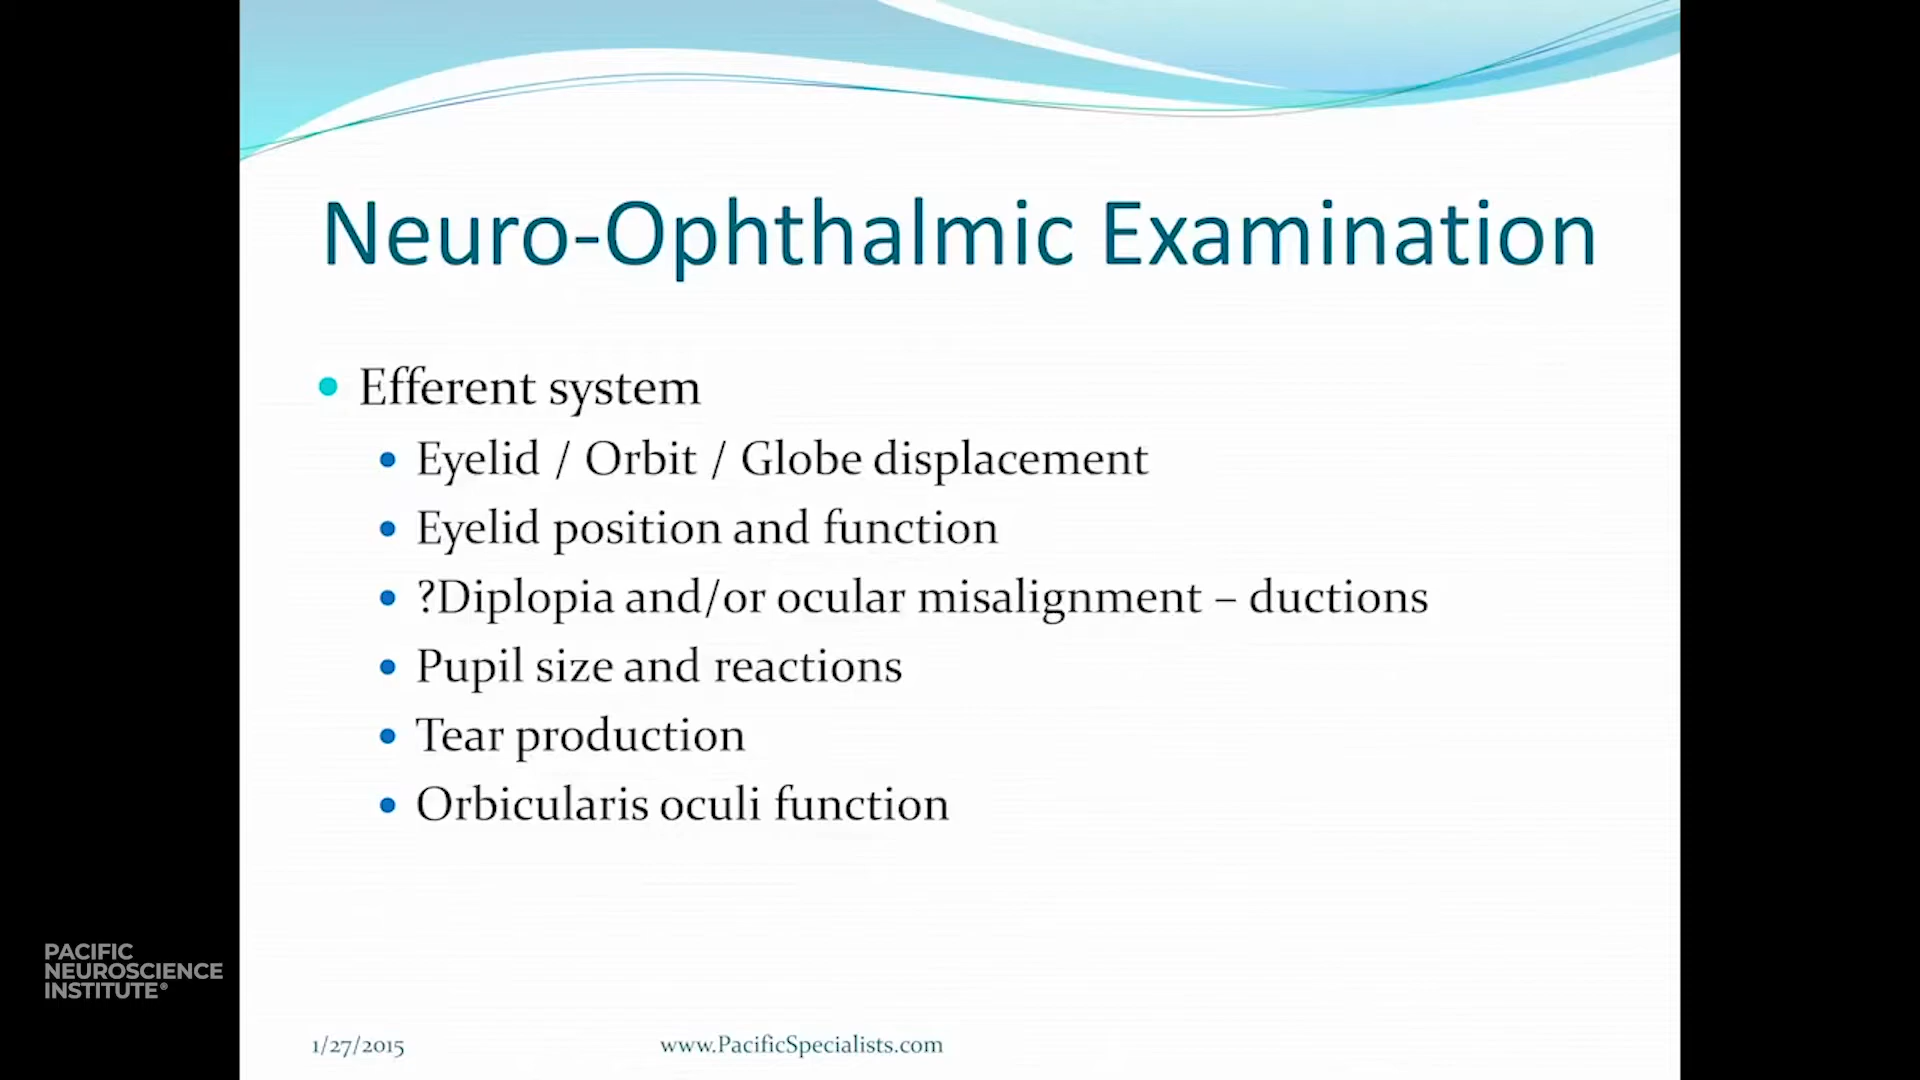 Neuro-Ophthalmic Examination
Efferent system
Eyelid / Orbit / Globe displacement
Eyelid position and function
?Diplopia and/or ocular misalignment – ductions
Pupil size and reactions
Tear production
Orbicularis oculi function
PACIFIC
NEUROSCIENCE
INSTITUTE®
1/27/2015
www.PacificSpecialists.com